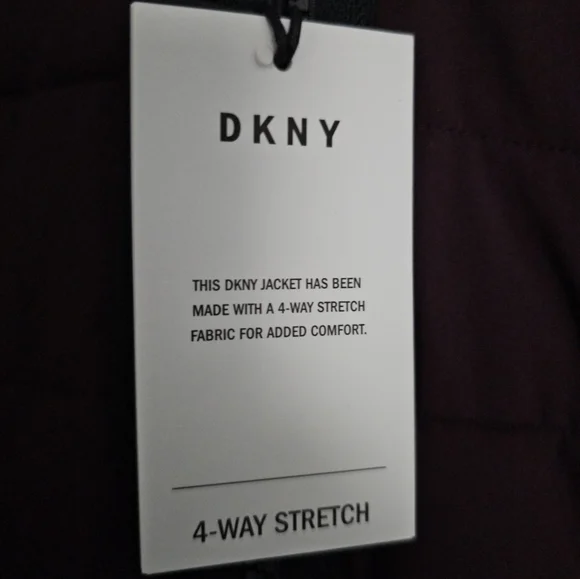 DKNY
THIS DKNY JACKET HAS BEEN
MADE WITH A 4-WAY STRETCH
FABRIC FOR ADDED COMFORT.
4-WAY STRETCH